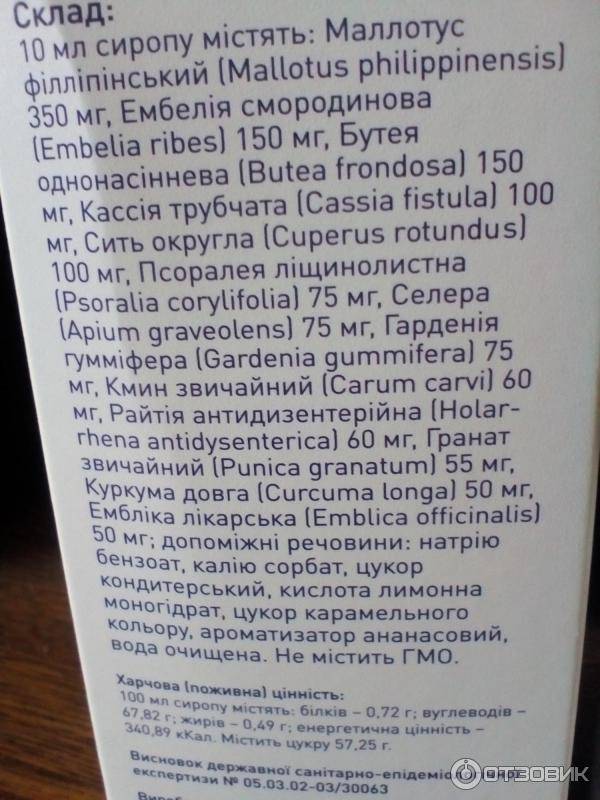 Склад:
10 мл сиропу містять: Маллотус
філліпінський (Mallotus philippinensis)
350 мг, Ембелія смородинова
(Embelia ribes) 150 мг, Бутея
однонасіннева (Butea frondosa) 150
мг, Кассія трубчата (Cassia fistula) 100
мг, Сить округла (Cuperus rotundus)
100 мг, Псоралея ліщинолистна
(Psoralia corylifolia) 75 мг, Селера
(Apium graveolens) 75 мг, Гарденія
гумміфера (Gardenia gummifera) 75
мг, Кмин звичайний (Carum carvi) 60
мг, Райтія антидизентерійна (Holar-
rhena antidysenterica) 60 мг, Гранат
звичайний (Punica granatum) 55 мг,
Куркума довга (Curcuma longa) 50 мг,
Ембліка лікарська (Emblica officinalis)
50 мг; допоміжні речовини: натрію
бензоат, калію сорбат, цукор
кондитерський, кислота лимонна
моногідрат, цукор карамельного
кольору, ароматизатор ананасовий,
вода очищена. Не містить ГМО.
Харчова (поживна) цінність:
100 мл сиропу містять: білків – 0,72 г; вуглеводів –
67,82 г; жирів – 0,49 г; енергетична цінність –
340,89 кКал. Містить цукру 57,25 г.
Висновок державної санітарно-епідеміологічної
експертизи № 05.03.02-03/30063
ОТЗОВИК